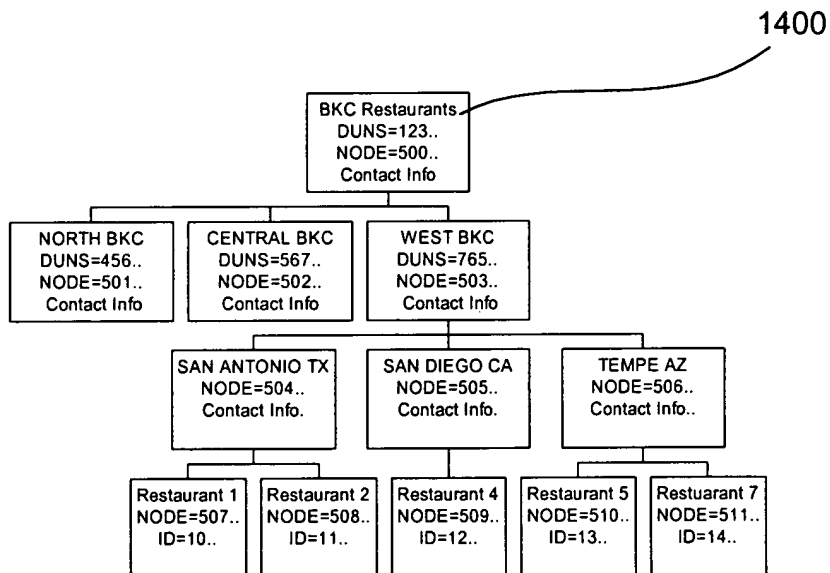 1400
BKC Restaurants
DUNS=123..
NODE=500..
Contact Info
NORTH BKC
DUNS=456..
NODE=501..
Contact Info
CENTRAL BKC
DUNS=567..
NODE=502..
Contact Info
WEST BKC
DUNS=765..
NODE=503..
Contact Info
SAN ANTONIO TX
NODE=504..
Contact Info.
SAN DIEGO CA
NODE=505..
Contact Info.
TEMPE AZ
NODE=506..
Contact Info..
Restaurant 1
NODE=507..
ID=10..
Restaurant 2
NODE=508..
ID=11..
Restaurant 4
NODE=509..
ID=12..
Restaurant 5
NODE=510..
ID=13..
Restuarant 7
NODE=511..
ID=14..